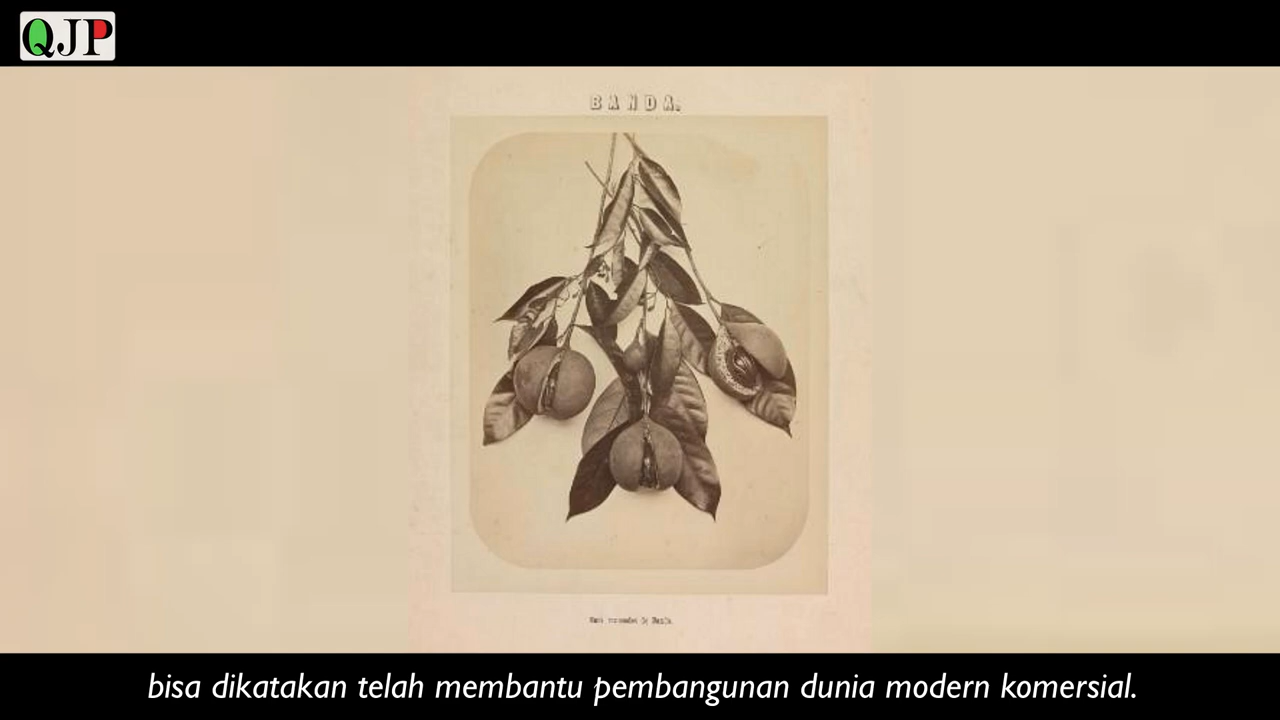 QJP
BANDA.
bisa dikatakan telah membantu pembangunan dunia modern komersial.